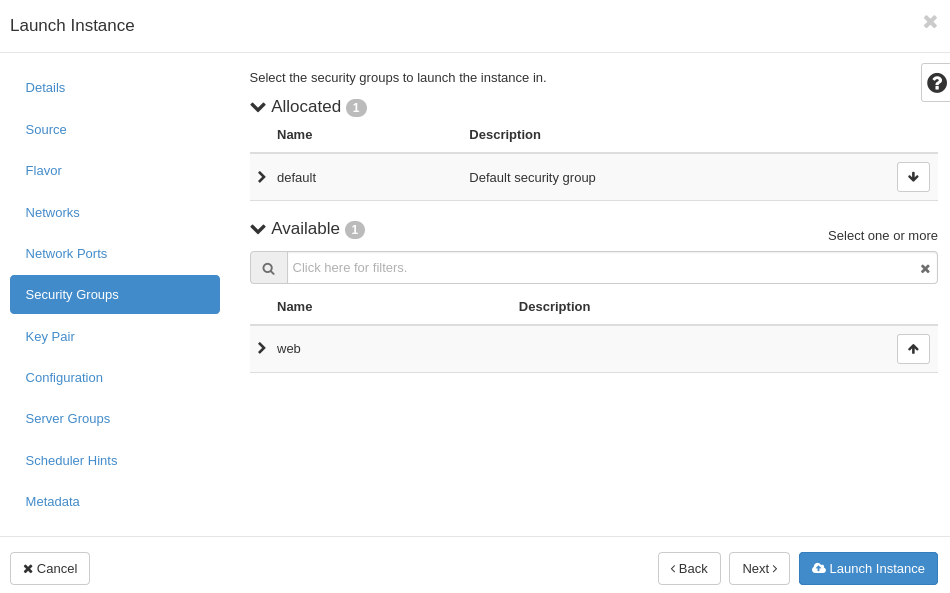 Launch Instance
Details
Source
Flavor
Networks
Network Ports
Security Groups
Key Pair
Configuration
Server Groups
Scheduler Hints
Metadata
Select the security groups to launch the instance in.
Allocated 1
Name Description
default Default security group
Available 1
Select one or more
Click here for filters.
Name Description
web
Cancel
Back Next Launch Instance